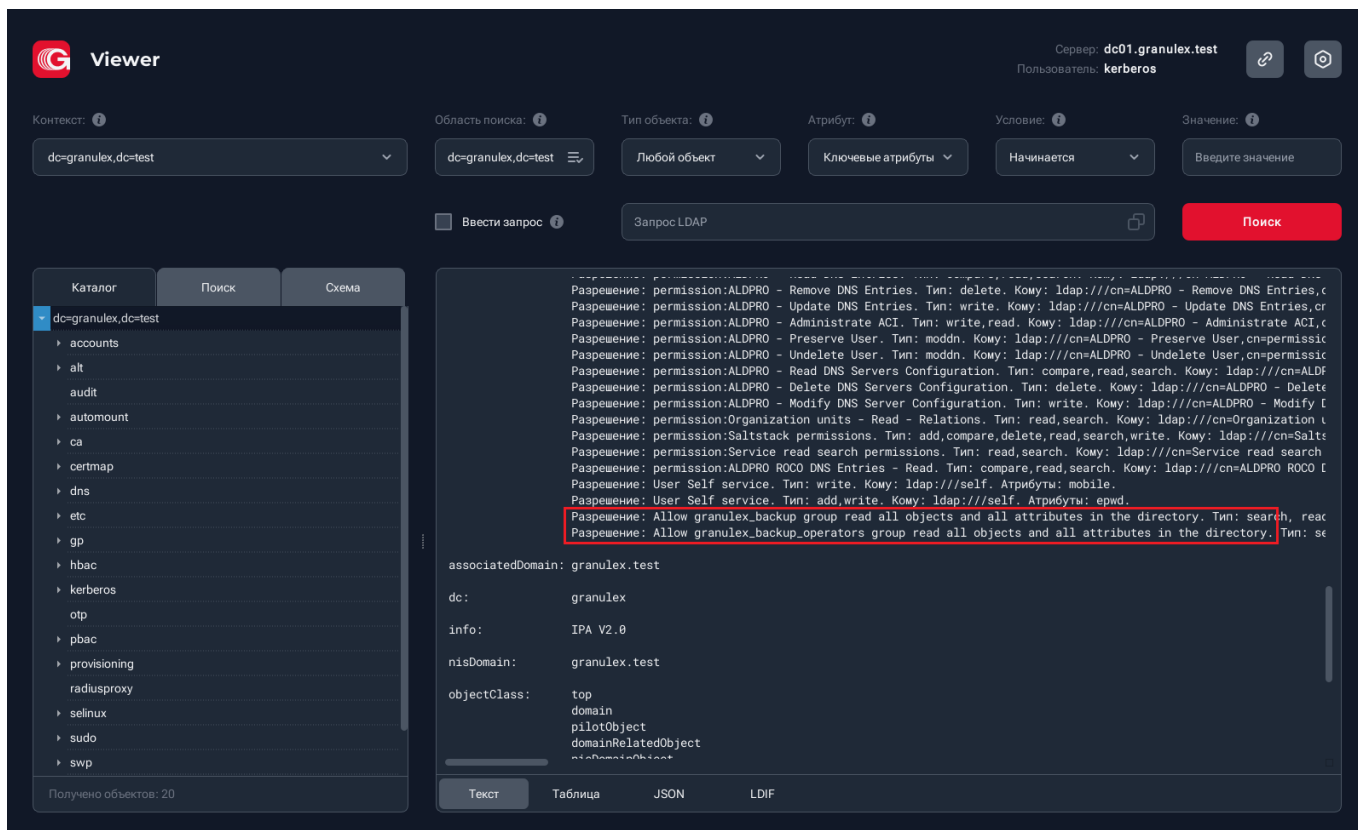 Viewer
Сервер: dc01.granulex.test
Пользователь: kerberos
Контекст:
Область поиска:
Тип объекта:
Атрибут:
Условие:
Значение:
dc=granulex,dc=test
dc=granulex,dc=test
Любой объект
Ключевые атрибуты
Начинается
Введите значение
Ввести запрос
Запрос LDAP
Поиск
Каталог
Поиск
Схема
dc=granulex,dc=test
accounts
alt
audit
automount
ca
certmap
dns
etc
gp
hbac
kerberos
otp
pbac
provisioning
radiusproxy
selinux
sudo
swp
Получено объектов: 20
Разрешение: permission:ALDPRO - Remove DNS Entries. Тип: delete. Кому: ldap:///cn=ALDPRO - Remove DNS Entries,c
Разрешение: permission:ALDPRO - Update DNS Entries. Тип: write. Кому: ldap:///cn=ALDPRO - Update DNS Entries,cn
Разрешение: permission:ALDPRO - Administrate ACI. Тип: write,read. Кому: ldap:///cn=ALDPRO - Administrate ACI,c
Разрешение: permission:ALDPRO - Preserve User. Тип: moddn. Кому: ldap:///cn=ALDPRO - Preserve User,cn=permissic
Разрешение: permission:ALDPRO - Undelete User. Тип: moddn. Кому: ldap:///cn=ALDPRO - Undelete User,cn=permissic
Разрешение: permission:ALDPRO - Read DNS Servers Configuration. Тип: compare,read,search. Кому: ldap:///cn=ALDP
Разрешение: permission:ALDPRO - Delete DNS Servers Configuration. Тип: delete. Кому: ldap:///cn=ALDPRO - Delete
Разрешение: permission:ALDPRO - Modify DNS Server Configuration. Тип: write. Кому: ldap:///cn=ALDPRO - Modify D
Разрешение: permission:Organization units - Read - Relations. Тип: read,search. Кому: ldap:///cn=Organization u
Разрешение: permission:Saltstack permissions. Тип: add,compare,delete,read,search,write. Кому: ldap:///cn=Salts
Разрешение: permission:Service read search permissions. Тип: read,search. Кому: ldap:///cn=Service read search
Разрешение: permission:ALDPRO ROCO DNS Entries - Read. Тип: compare,read,search. Кому: ldap:///cn=ALDPRO ROCO D
Разрешение: User Self service. Тип: write. Кому: ldap:///self. Атрибуты: mobile.
Разрешение: User Self service. Тип: add,write. Кому: ldap:///self. Атрибуты: epwd.
Разрешение: Allow granulex_backup group read all objects and all attributes in the directory. Тип: search, reac
Разрешение: Allow granulex_backup_operators group read all objects and all attributes in the directory. Тип: se
associatedDomain: granulex.test
dc: granulex
info: IPA V2.0
nisDomain: granulex.test
objectClass: top
domain
pilotObject
domainRelatedObject
Текст
Таблица
JSON
LDIF